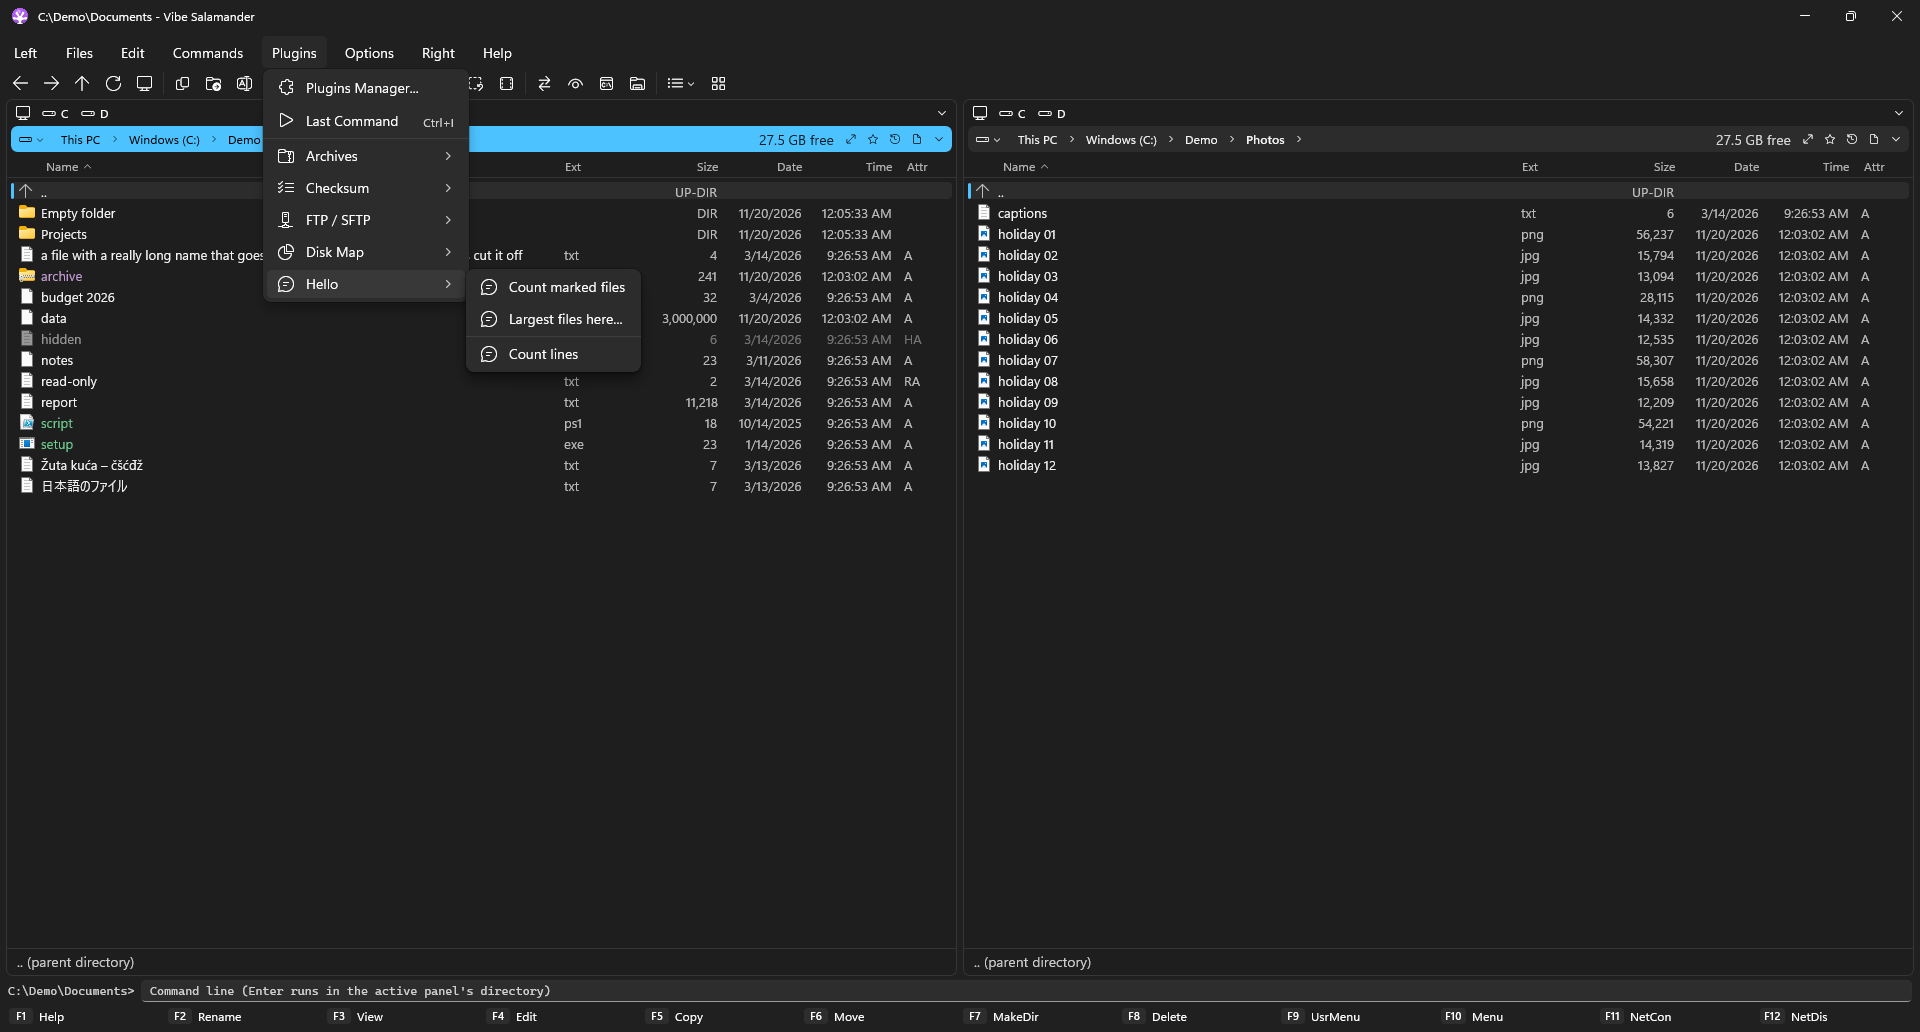 C:\Demo\Documents - Vibe Salamander
Left Files Edit Commands Plugins Options Right Help
Plugins Manager...
Last Command Ctrl+I
Archives
Checksum
FTP / SFTP
Disk Map
Hello
Count marked files
Largest files here...
Count lines
C D
This PC Windows (C:) Demo 27.5 GB free
Name Ext Size Date Time Attr
.. UP-DIR
Empty folder DIR 11/20/2026 12:05:33 AM
Projects DIR 11/20/2026 12:05:33 AM
a file with a really long name that goes cut it off txt 4 3/14/2026 9:26:53 AM A
archive 241 11/20/2026 12:03:02 AM A
budget 2026 32 3/4/2026 9:26:53 AM A
data 3,000,000 11/20/2026 12:03:02 AM A
hidden 6 3/14/2026 9:26:53 AM HA
notes 23 3/11/2026 9:26:53 AM A
read-only txt 2 3/14/2026 9:26:53 AM RA
report txt 11,218 3/14/2026 9:26:53 AM A
script ps1 18 10/14/2025 9:26:53 AM A
setup exe 23 1/14/2026 9:26:53 AM A
Žuta kuća – čšćđž txt 7 3/13/2026 9:26:53 AM A
日本語のファイル txt 7 3/13/2026 9:26:53 AM A
.. (parent directory)
C D
This PC Windows (C:) Demo Photos 27.5 GB free
Name Ext Size Date Time Attr
.. UP-DIR
captions txt 6 3/14/2026 9:26:53 AM A
holiday 01 png 56,237 11/20/2026 12:03:02 AM A
holiday 02 jpg 15,794 11/20/2026 12:03:02 AM A
holiday 03 jpg 13,094 11/20/2026 12:03:02 AM A
holiday 04 png 28,115 11/20/2026 12:03:02 AM A
holiday 05 jpg 14,332 11/20/2026 12:03:02 AM A
holiday 06 jpg 12,535 11/20/2026 12:03:02 AM A
holiday 07 png 58,307 11/20/2026 12:03:02 AM A
holiday 08 jpg 15,658 11/20/2026 12:03:02 AM A
holiday 09 jpg 12,209 11/20/2026 12:03:02 AM A
holiday 10 png 54,221 11/20/2026 12:03:02 AM A
holiday 11 jpg 14,319 11/20/2026 12:03:02 AM A
holiday 12 jpg 13,827 11/20/2026 12:03:02 AM A
.. (parent directory)
C:\Demo\Documents> Command line (Enter runs in the active panel's directory)
F1 Help F2 Rename F3 View F4 Edit F5 Copy F6 Move F7 MakeDir F8 Delete F9 UsrMenu F10 Menu F11 NetCon F12 NetDis